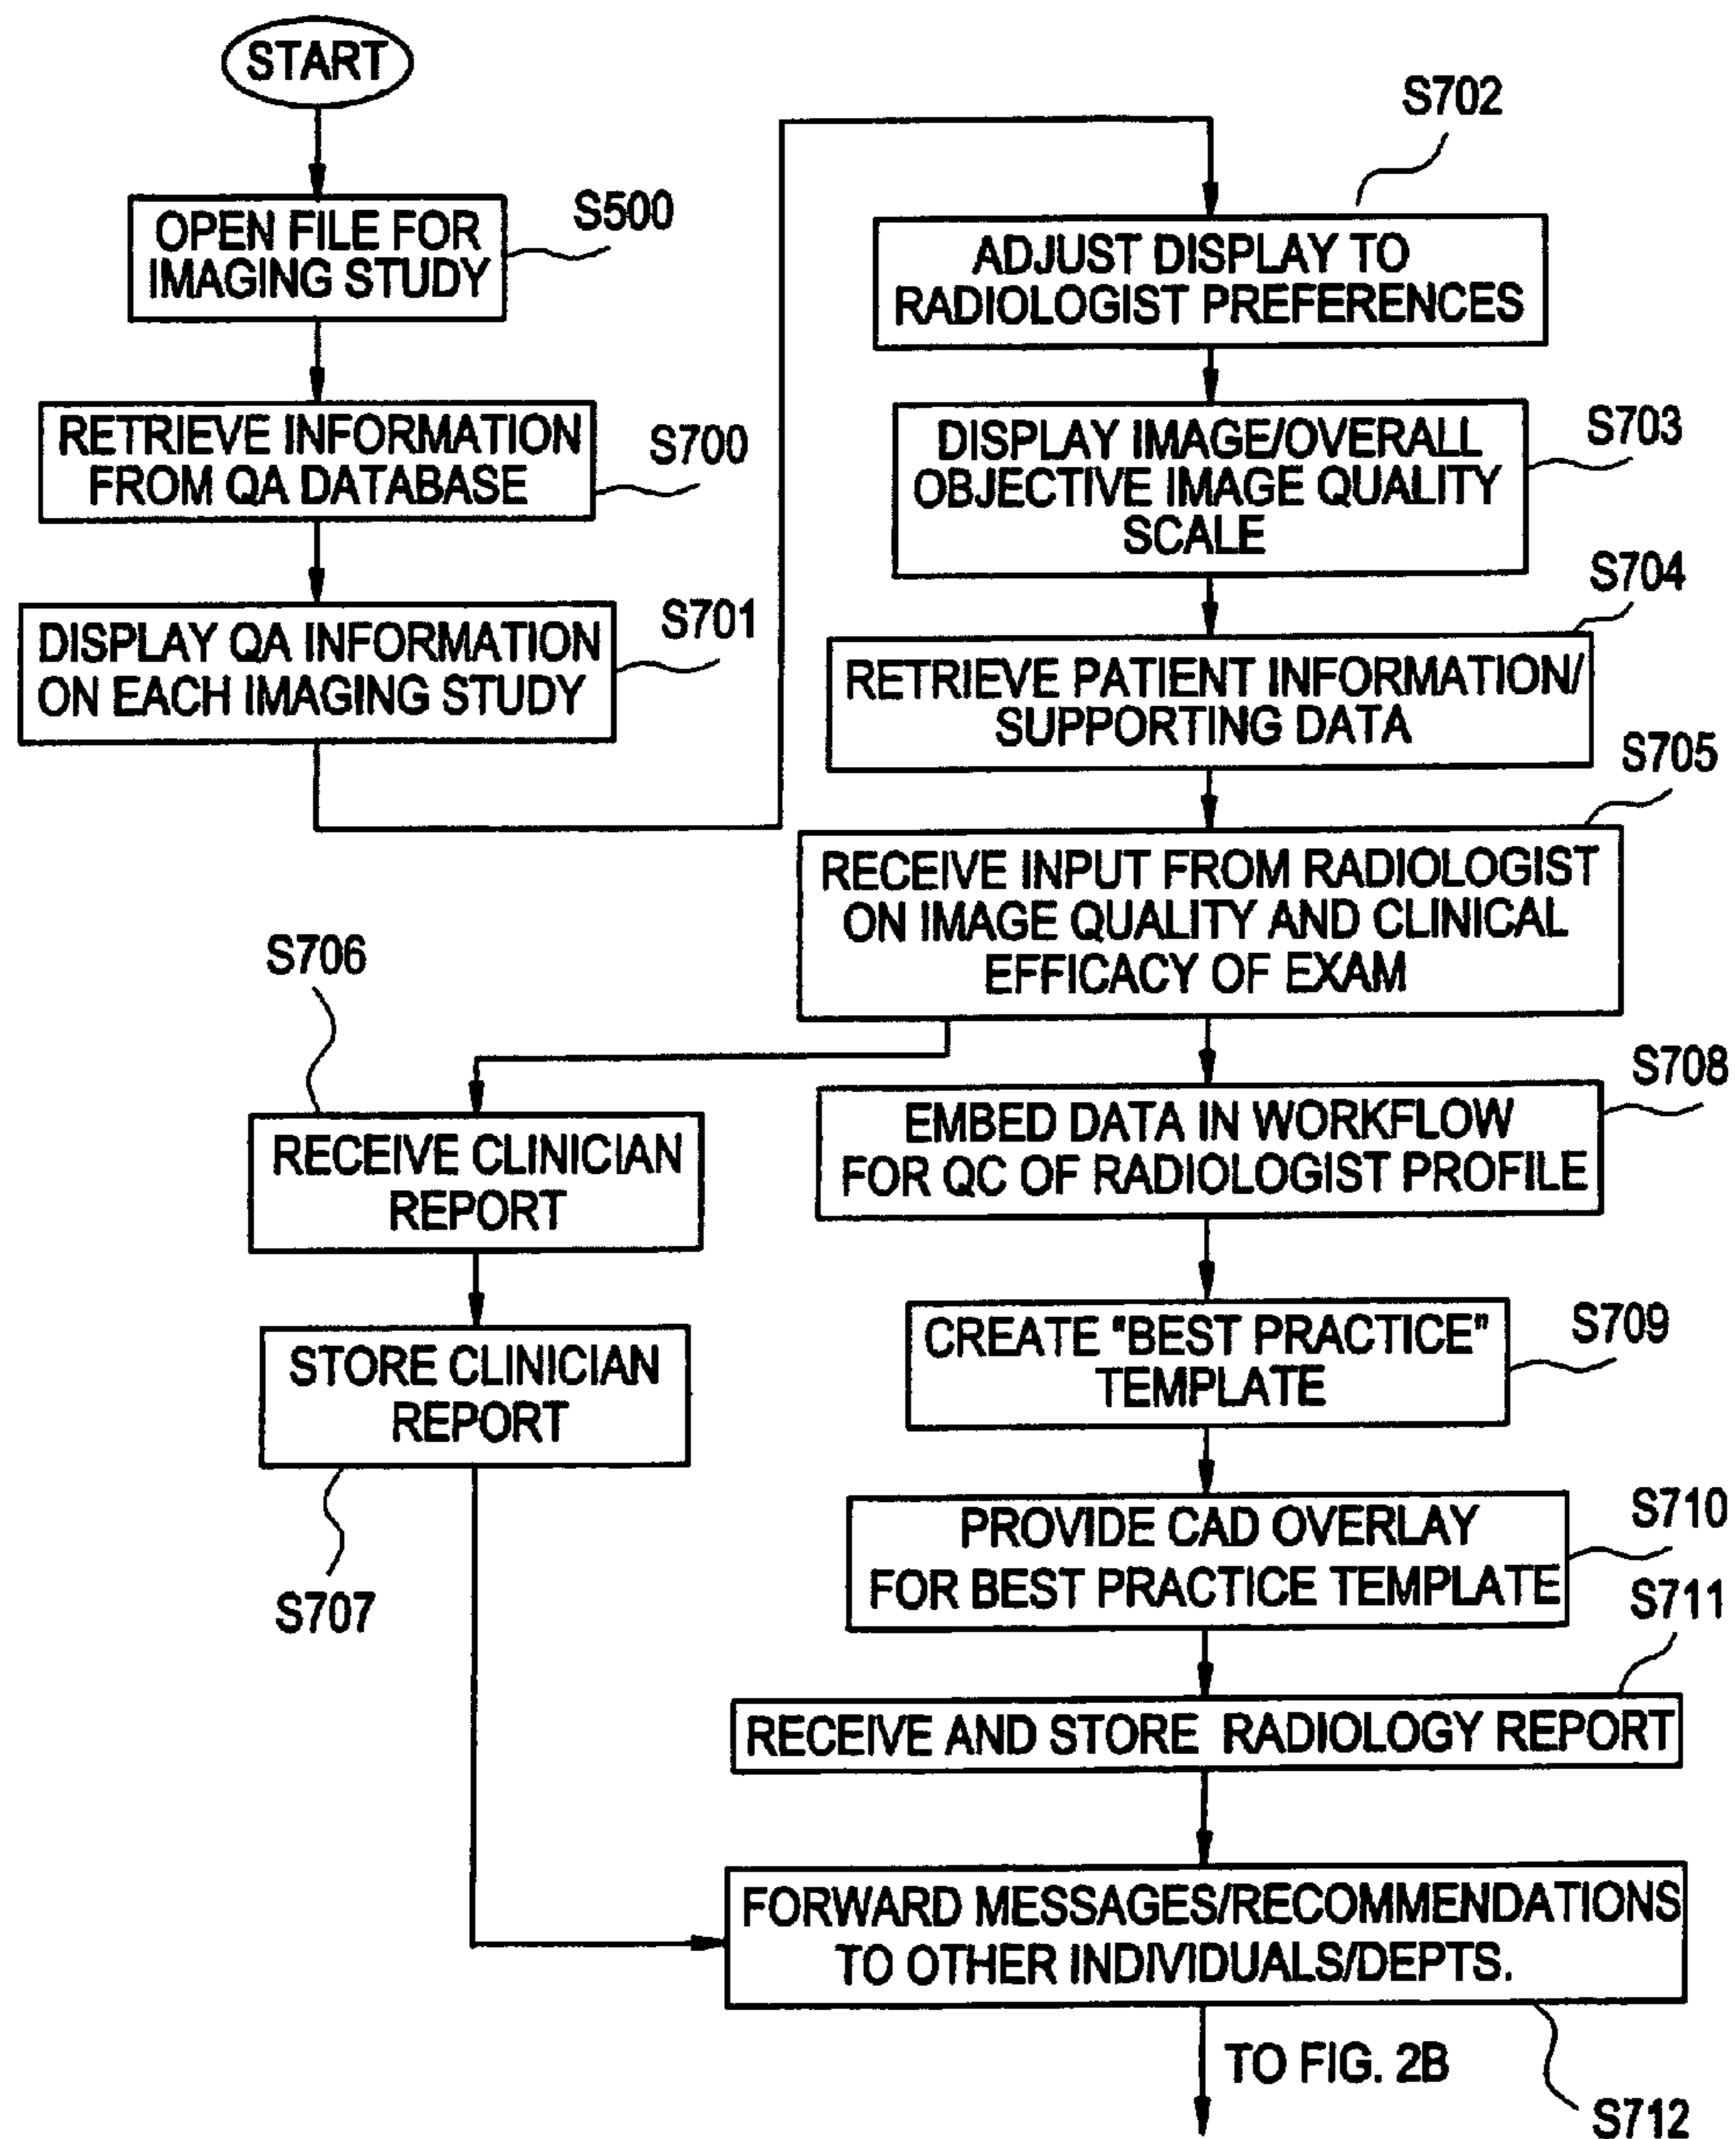 START
OPEN FILE FOR
IMAGING STUDY
S500
RETRIEVE INFORMATION
FROM QA DATABASE
S700
DISPLAY QA INFORMATION
ON EACH IMAGING STUDY
S701
S702
ADJUST DISPLAY TO
RADIOLOGIST PREFERENCES
DISPLAY IMAGE/OVERALL
OBJECTIVE IMAGE QUALITY
SCALE
S703
S704
RETRIEVE PATIENT INFORMATION/
SUPPORTING DATA
S705
RECEIVE INPUT FROM RADIOLOGIST
ON IMAGE QUALITY AND CLINICAL
EFFICACY OF EXAM
S706
RECEIVE CLINICIAN
REPORT
STORE CLINICIAN
REPORT
S707
S708
EMBED DATA IN WORKFLOW
FOR QC OF RADIOLOGIST PROFILE
CREATE "BEST PRACTICE"
TEMPLATE
S709
PROVIDE CAD OVERLAY
FOR BEST PRACTICE TEMPLATE
S710
S711
RECEIVE AND STORE RADIOLOGY REPORT
FORWARD MESSAGES/RECOMMENDATIONS
TO OTHER INDIVIDUALS/DEPTS.
TO FIG. 2B
S712